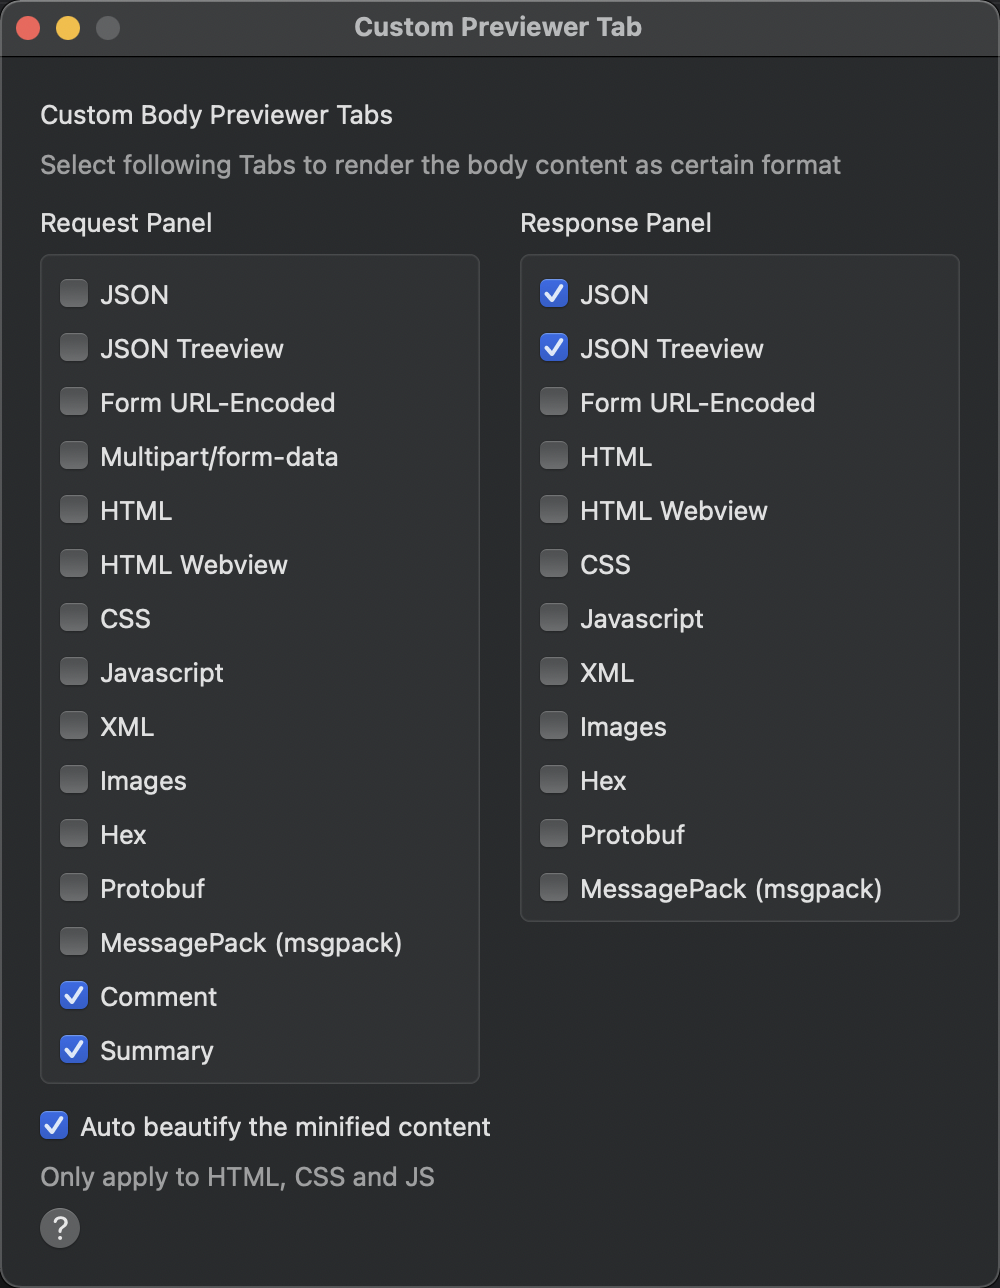 Custom Previewer Tab
Custom Body Previewer Tabs
Select following Tabs to render the body content as certain format
Request Panel
JSON
JSON Treeview
Form URL-Encoded
Multipart/form-data
HTML
HTML Webview
CSS
Javascript
XML
Images
Hex
Protobuf
MessagePack (msgpack)
Comment
Summary
Response Panel
JSON
JSON Treeview
Form URL-Encoded
HTML
HTML Webview
CSS
Javascript
XML
Images
Hex
Protobuf
MessagePack (msgpack)
Auto beautify the minified content
Only apply to HTML, CSS and JS
?